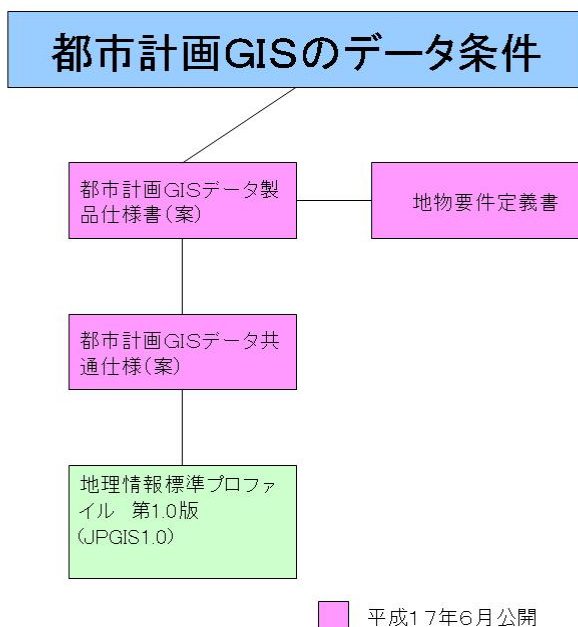 都市計画GISのデータ条件
都市計画GISデータ製
品仕様書(案)
地物要件定義書
都市計画GISデータ共
通仕様(案)
地理情報標準プロファ
イル　第1.0版
(JPGIS1.0)
平成17年6月公開